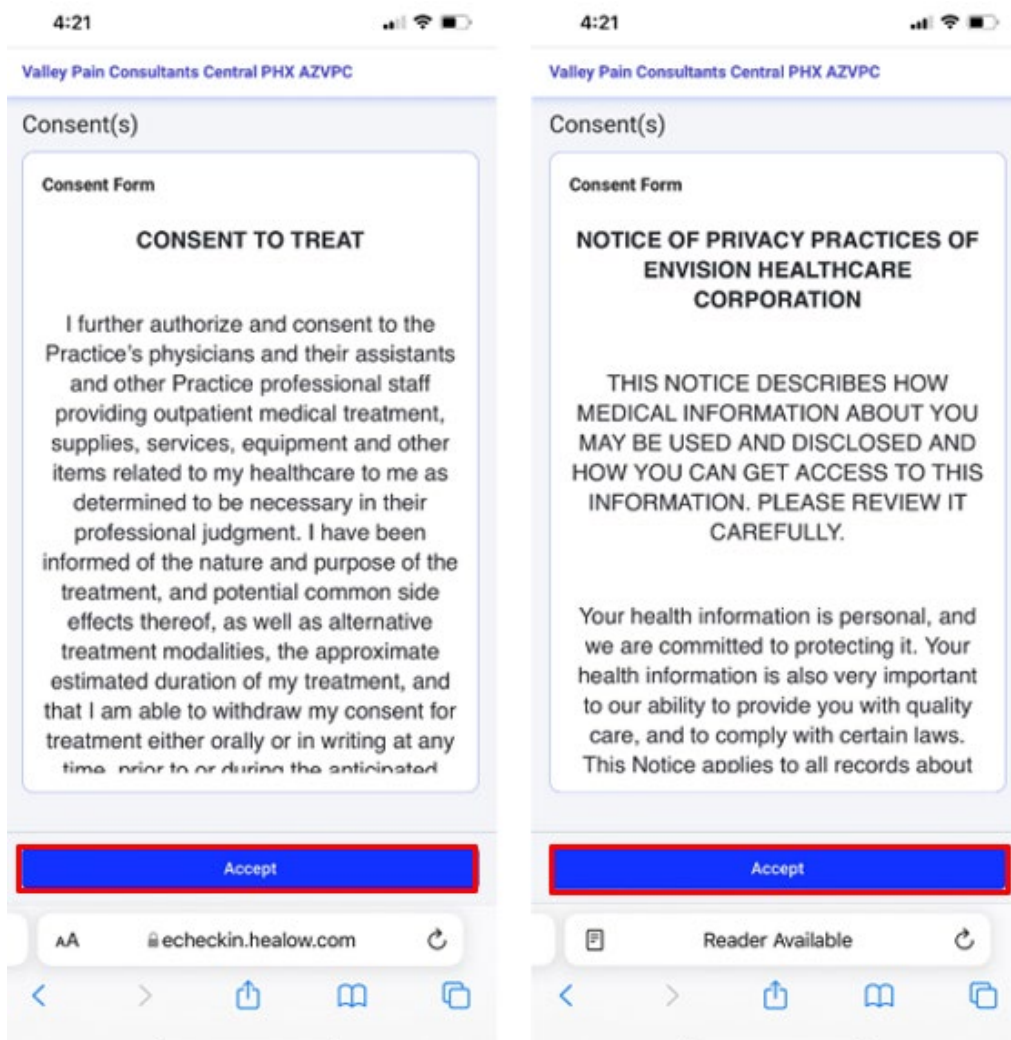 4:21
Valley Pain Consultants Central PHX AZVPC
Consent(s)
Consent Form
CONSENT TO TREAT
I further authorize and consent to the
Practice's physicians and their assistants
and other Practice professional staff
providing outpatient medical treatment,
supplies, services, equipment and other
items related to my healthcare to me as
determined to be necessary in their
professional judgment. I have been
informed of the nature and purpose of the
treatment, and potential common side
effects thereof, as well as alternative
treatment modalities, the approximate
estimated duration of my treatment, and
that I am able to withdraw my consent for
treatment either orally or in writing at any
time, prior to or during the anticipated
Accept
AA echeckin.healow.com
4:21
Valley Pain Consultants Central PHX AZVPC
Consent(s)
Consent Form
NOTICE OF PRIVACY PRACTICES OF
ENVISION HEALTHCARE
CORPORATION
THIS NOTICE DESCRIBES HOW
MEDICAL INFORMATION ABOUT YOU
MAY BE USED AND DISCLOSED AND
HOW YOU CAN GET ACCESS TO THIS
INFORMATION. PLEASE REVIEW IT
CAREFULLY.
Your health information is personal, and
we are committed to protecting it. Your
health information is also very important
to our ability to provide you with quality
care, and to comply with certain laws.
This Notice applies to all records about
Accept
Reader Available